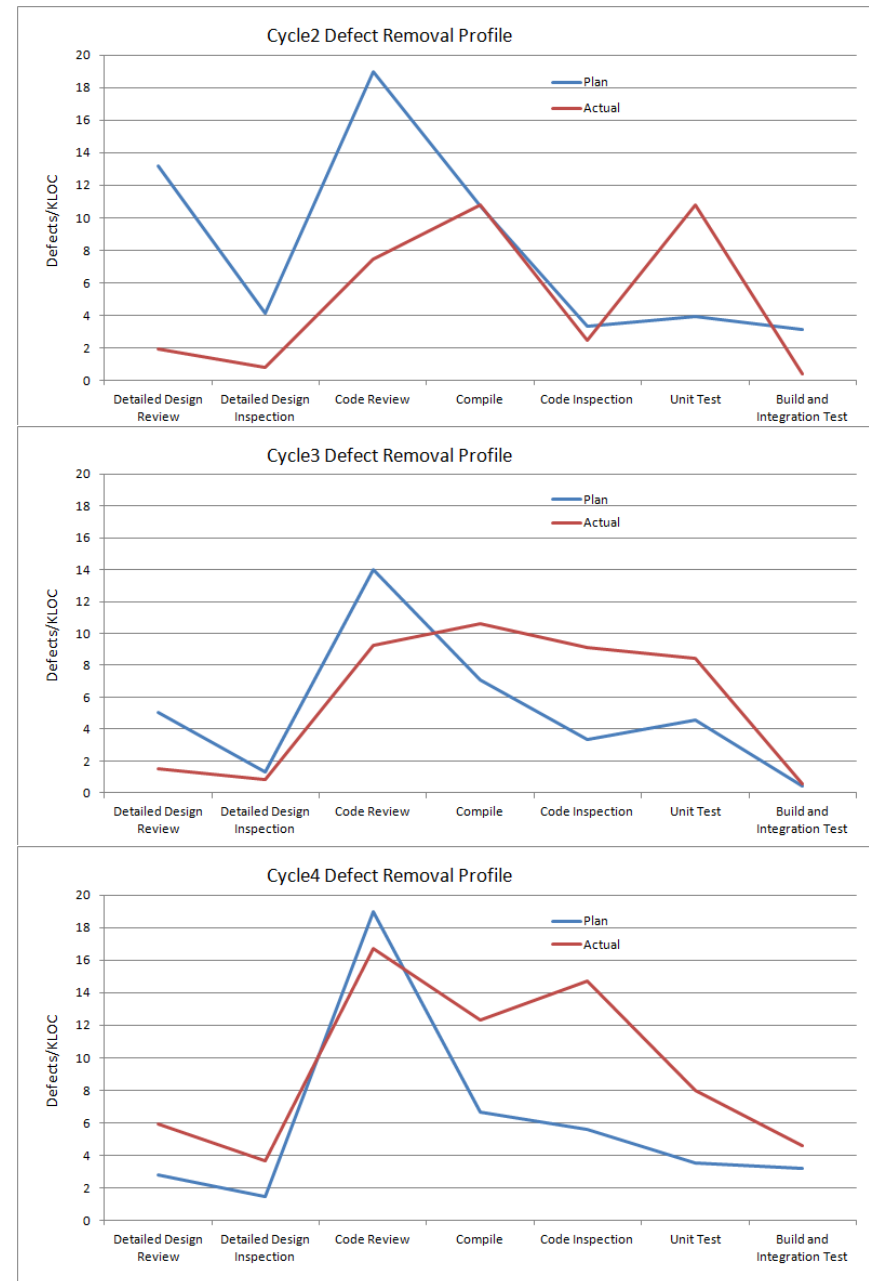 Cycle2 Defect Removal Profile
Defects/KLOC
20
18
16
14
12
10
8
6
4
2
0
Plan
Actual
Detailed Design Review
Detailed Design Inspection
Code Review
Compile
Code Inspection
Unit Test
Build and Integration Test
Cycle3 Defect Removal Profile
Defects/KLOC
20
18
16
14
12
10
8
6
4
2
0
Plan
Actual
Detailed Design Review
Detailed Design Inspection
Code Review
Compile
Code Inspection
Unit Test
Build and Integration Test
Cycle4 Defect Removal Profile
Defects/KLOC
20
18
16
14
12
10
8
6
4
2
0
Plan
Actual
Detailed Design Review
Detailed Design Inspection
Code Review
Compile
Code Inspection
Unit Test
Build and Integration Test